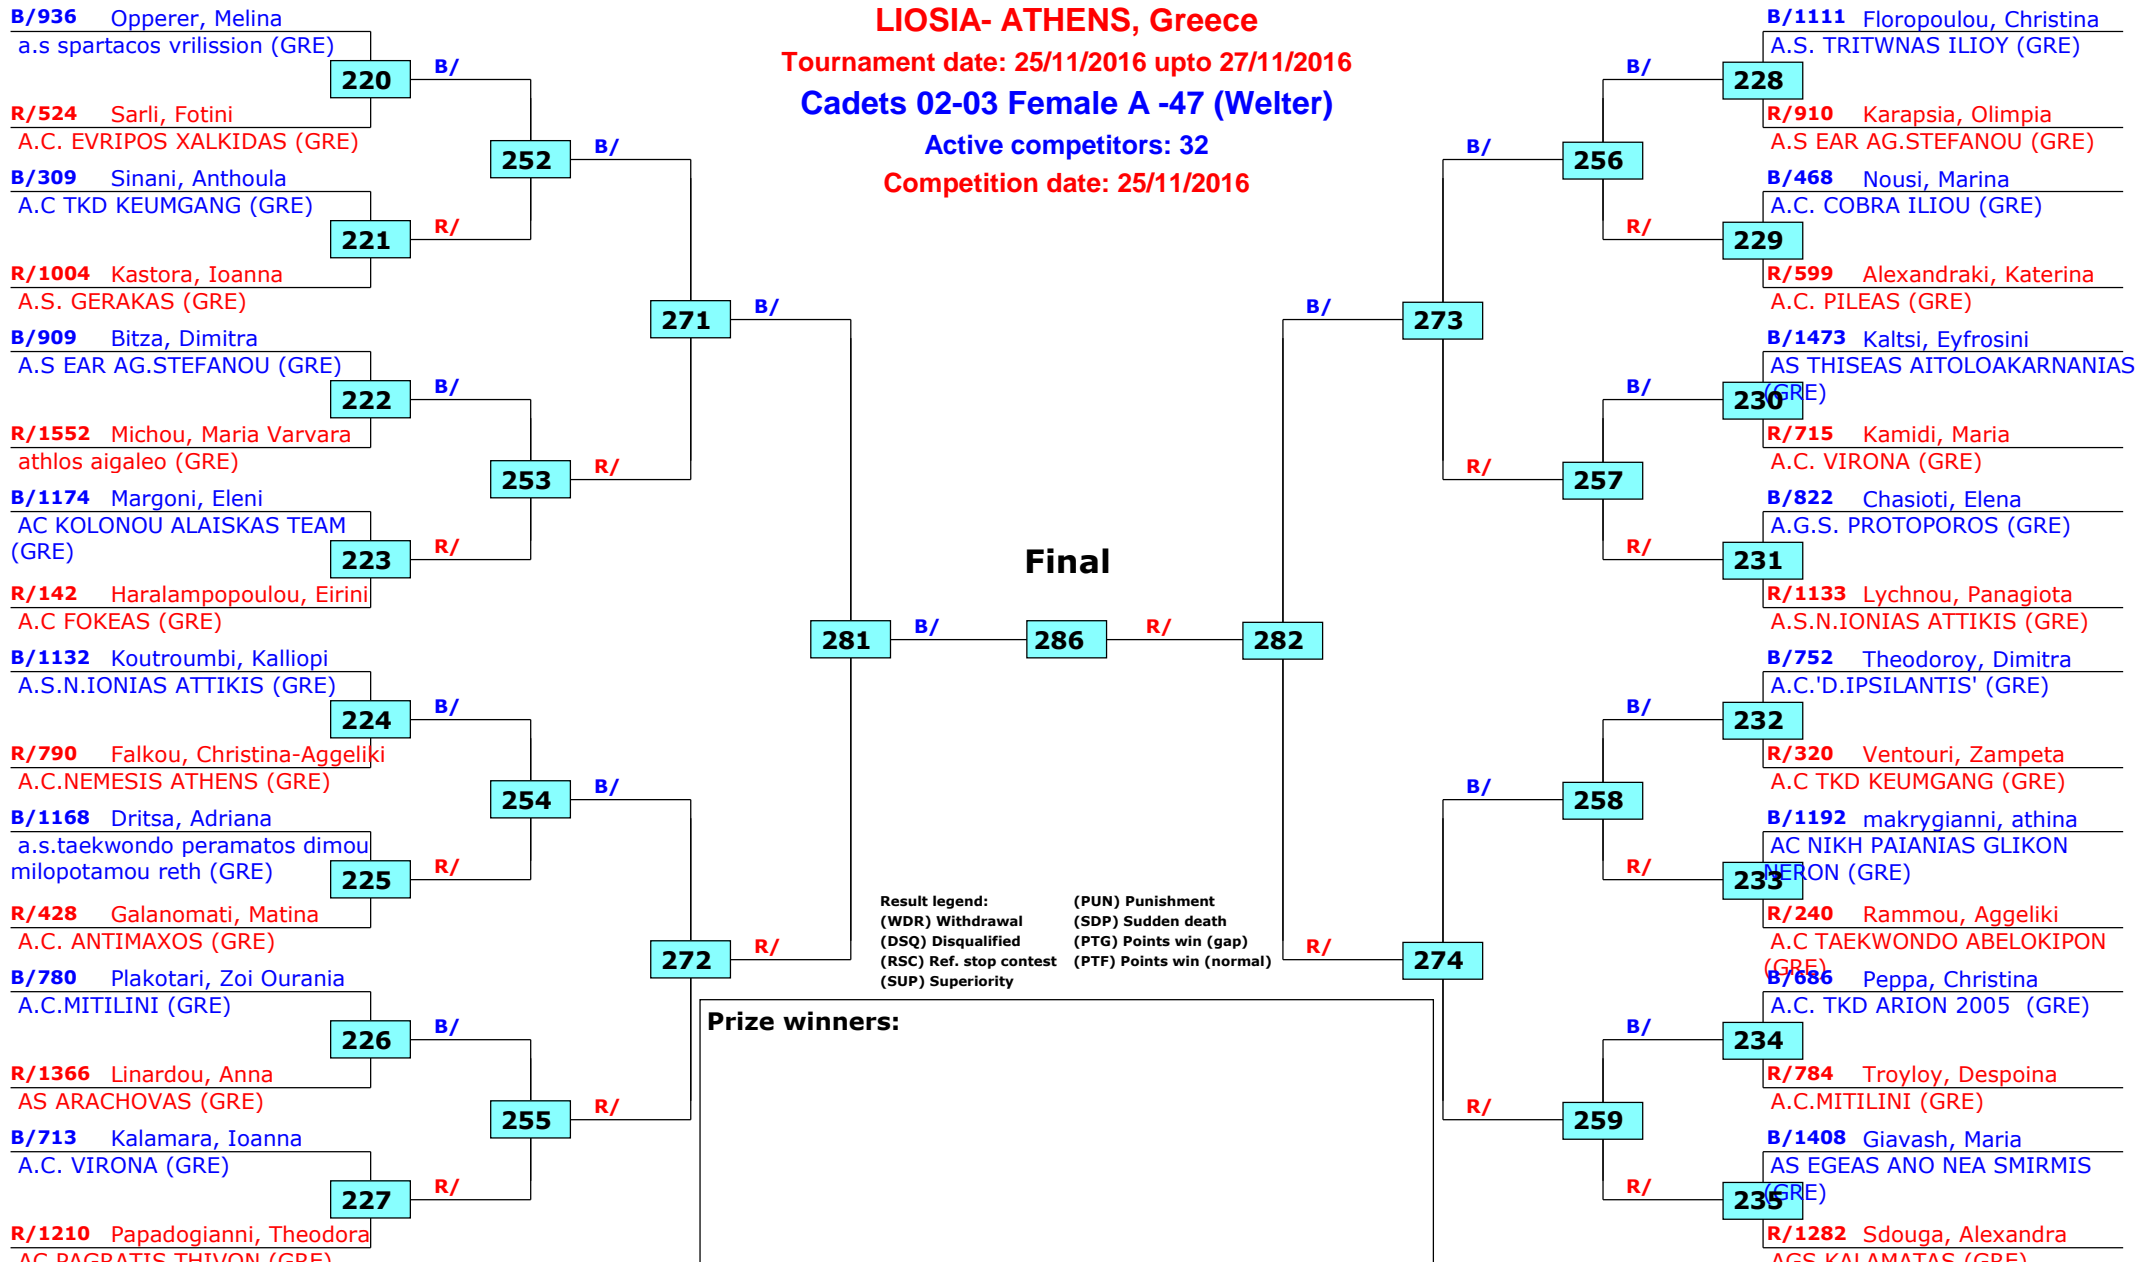 LIOSIA- ATHENS, Greece
Tournament date: 25/11/2016 upto 27/11/2016
Cadets 02-03 Female A -47 (Welter)
Active competitors: 32
Competition date: 25/11/2016
B/936 Opperer, Melina
a.s spartacos vrilission (GRE)
220
B/
R/524 Sarli, Fotini
A.C. EVRIPOS XALKIDAS (GRE)
252
B/
B/309 Sinani, Anthoula
A.C TKD KEUMGANG (GRE)
221
R/
R/1004 Kastora, Ioanna
A.S. GERAKAS (GRE)
271
B/
B/909 Bitza, Dimitra
A.S EAR AG.STEFANOU (GRE)
222
B/
R/1552 Michou, Maria Varvara
athlos aigaleo (GRE)
253
R/
B/1174 Margoni, Eleni
AC KOLONOU ALAISKAS TEAM
(GRE)
223
R/
R/142 Haralampopoulou, Eirini
A.C FOKEAS (GRE)
281
B/
B/1132 Koutroumbi, Kalliopi
A.S.N.IONIAS ATTIKIS (GRE)
224
B/
R/790 Falkou, Christina-Aggeliki
A.C.NEMESIS ATHENS (GRE)
254
B/
B/1168 Dritsa, Adriana
a.s.taekwondo peramatos dimou
milopotamou reth (GRE)
225
R/
R/428 Galanomati, Matina
A.C. ANTIMAXOS (GRE)
272
R/
B/780 Plakotari, Zoi Ourania
A.C.MITILINI (GRE)
226
B/
R/1366 Linardou, Anna
AS ARACHOVAS (GRE)
255
R/
B/713 Kalamara, Ioanna
A.C. VIRONA (GRE)
227
R/
R/1210 Papadogianni, Theodora
AC PAGRATIS THIVON (GRE)
Final
286
R/
282
Result legend:
(WDR) Withdrawal
(DSQ) Disqualified
(RSC) Ref. stop contest
(SUP) Superiority
(PUN) Punishment
(SDP) Sudden death
(PTG) Points win (gap)
(PTF) Points win (normal)
Prize winners:
B/1111 Floropoulou, Christina
A.S. TRITWNAS ILIOY (GRE)
B/
228
R/910 Karapsia, Olimpia
A.S EAR AG.STEFANOU (GRE)
B/
256
B/468 Nousi, Marina
A.C. COBRA ILIOU (GRE)
R/
229
R/599 Alexandraki, Katerina
A.C. PILEAS (GRE)
B/
273
B/1473 Kaltsi, Eyfrosini
AS THISEAS AITOLOAKARNANIAS
(GRE)
B/
230
R/715 Kamidi, Maria
A.C. VIRONA (GRE)
R/
257
B/822 Chasioti, Elena
A.G.S. PROTOPOROS (GRE)
R/
231
R/1133 Lychnou, Panagiota
A.S.N.IONIAS ATTIKIS (GRE)
B/752 Theodoroy, Dimitra
A.C.'D.IPSILANTIS' (GRE)
B/
232
R/320 Ventouri, Zampeta
A.C TKD KEUMGANG (GRE)
B/
258
B/1192 makrygianni, athina
AC NIKH PAIANIAS GLIKON
NERON (GRE)
R/
233
R/240 Rammou, Aggeliki
A.C TAEKWONDO ABELOKIPON
(GRE)
R/
274
B/686 Peppa, Christina
A.C. TKD ARION 2005 (GRE)
B/
234
R/784 Troyloy, Despoina
A.C.MITILINI (GRE)
R/
259
B/1408 Giavash, Maria
AS EGEAS ANO NEA SMIRMIS
(GRE)
R/
235
R/1282 Sdouga, Alexandra
AGS KALAMATAS (GRE)